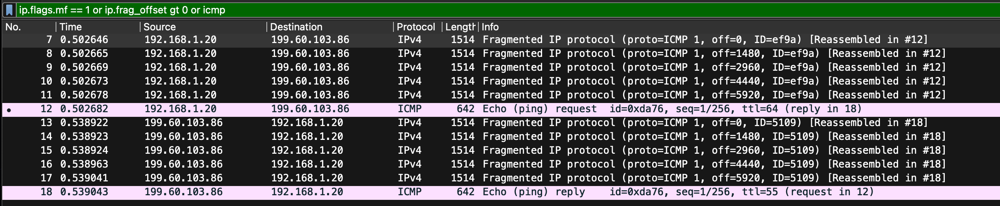 ip.flags.mf == 1 or ip.frag_offset gt 0 or icmp
No. Time Source Destination Protocol Length Info
7 0.502646 192.168.1.20 199.60.103.86 IPv4 1514 Fragmented IP protocol (proto=ICMP 1, off=0, ID=ef9a) [Reassembled in #12]
8 0.502665 192.168.1.20 199.60.103.86 IPv4 1514 Fragmented IP protocol (proto=ICMP 1, off=1480, ID=ef9a) [Reassembled in #12]
9 0.502669 192.168.1.20 199.60.103.86 IPv4 1514 Fragmented IP protocol (proto=ICMP 1, off=2960, ID=ef9a) [Reassembled in #12]
10 0.502673 192.168.1.20 199.60.103.86 IPv4 1514 Fragmented IP protocol (proto=ICMP 1, off=4440, ID=ef9a) [Reassembled in #12]
11 0.502678 192.168.1.20 199.60.103.86 IPv4 1514 Fragmented IP protocol (proto=ICMP 1, off=5920, ID=ef9a) [Reassembled in #12]
12 0.502682 192.168.1.20 199.60.103.86 ICMP 642 Echo (ping) request id=0xda76, seq=1/256, ttl=64 (reply in 18)
13 0.538922 199.60.103.86 192.168.1.20 IPv4 1514 Fragmented IP protocol (proto=ICMP 1, off=0, ID=5109) [Reassembled in #18]
14 0.538923 199.60.103.86 192.168.1.20 IPv4 1514 Fragmented IP protocol (proto=ICMP 1, off=1480, ID=5109) [Reassembled in #18]
15 0.538924 199.60.103.86 192.168.1.20 IPv4 1514 Fragmented IP protocol (proto=ICMP 1, off=2960, ID=5109) [Reassembled in #18]
16 0.538963 199.60.103.86 192.168.1.20 IPv4 1514 Fragmented IP protocol (proto=ICMP 1, off=4440, ID=5109) [Reassembled in #18]
17 0.539041 199.60.103.86 192.168.1.20 IPv4 1514 Fragmented IP protocol (proto=ICMP 1, off=5920, ID=5109) [Reassembled in #18]
18 0.539043 199.60.103.86 192.168.1.20 ICMP 642 Echo (ping) reply id=0xda76, seq=1/256, ttl=55 (request in 12)